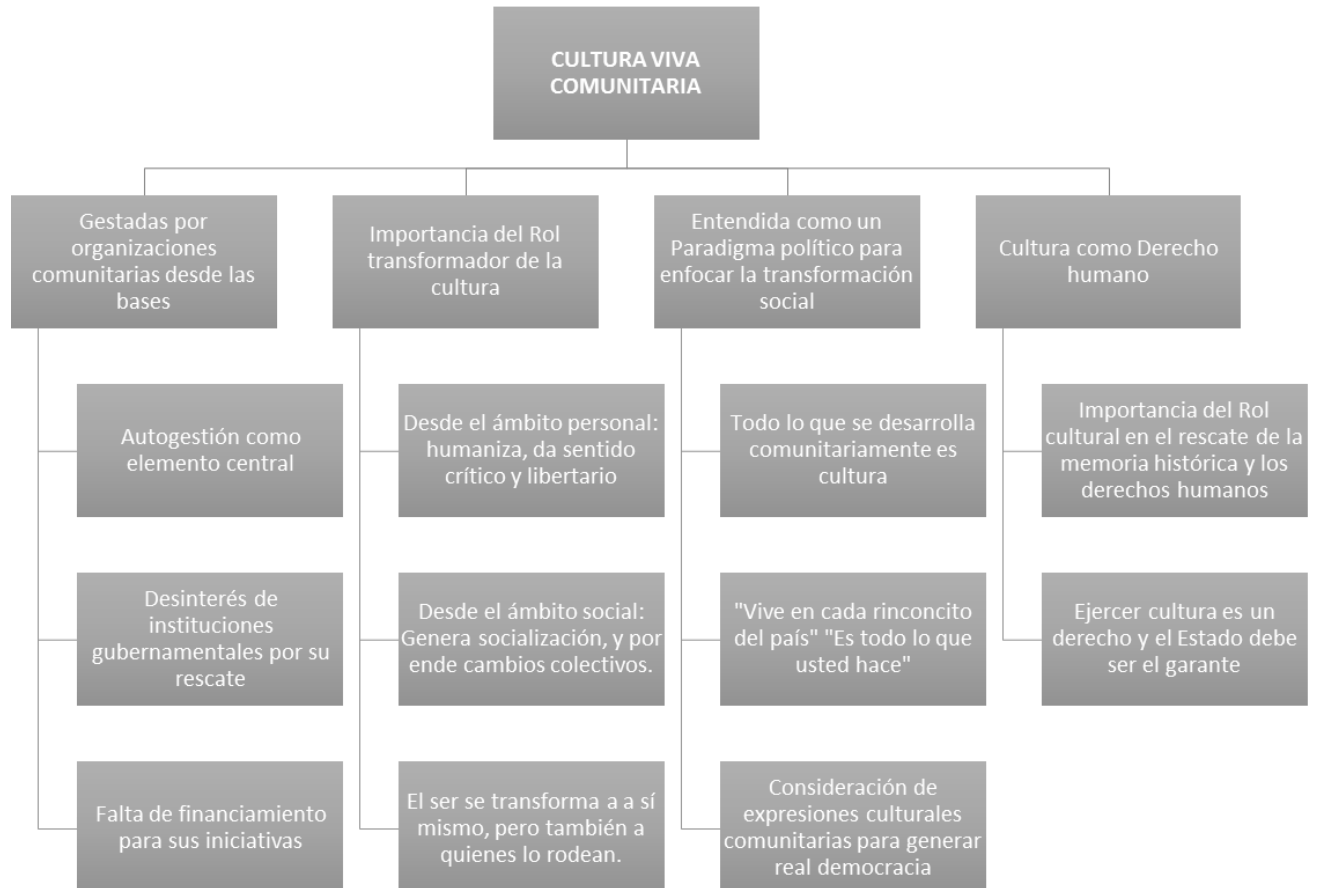 CULTURA VIVA
COMUNITARIA
Gestadas por
organizaciones
comunitarias desde las
bases
Autogestión como
elemento central
Desinterés de
instituciones
gubernamentales por su
rescate
Falta de financiamiento
para sus iniciativas
Importancia del Rol
transformador de la
cultura
Desde el ámbito personal:
humaniza, da sentido
crítico y libertario
Desde el ámbito social:
Genera socialización, y por
ende cambios colectivos.
El ser se transforma a a sí
mismo, pero también a
quienes lo rodean.
Entendida como un
Paradigma político para
enfocar la transformación
social
Todo lo que se desarrolla
comunitariamente es
cultura
"Vive en cada rinconcito
del país" "Es todo lo que
usted hace"
Consideración de
expresiones culturales
comunitarias para generar
real democracia
Cultura como Derecho
humano
Importancia del Rol
cultural en el rescate de la
memoria histórica y los
derechos humanos
Ejercer cultura es un
derecho y el Estado debe
ser el garante